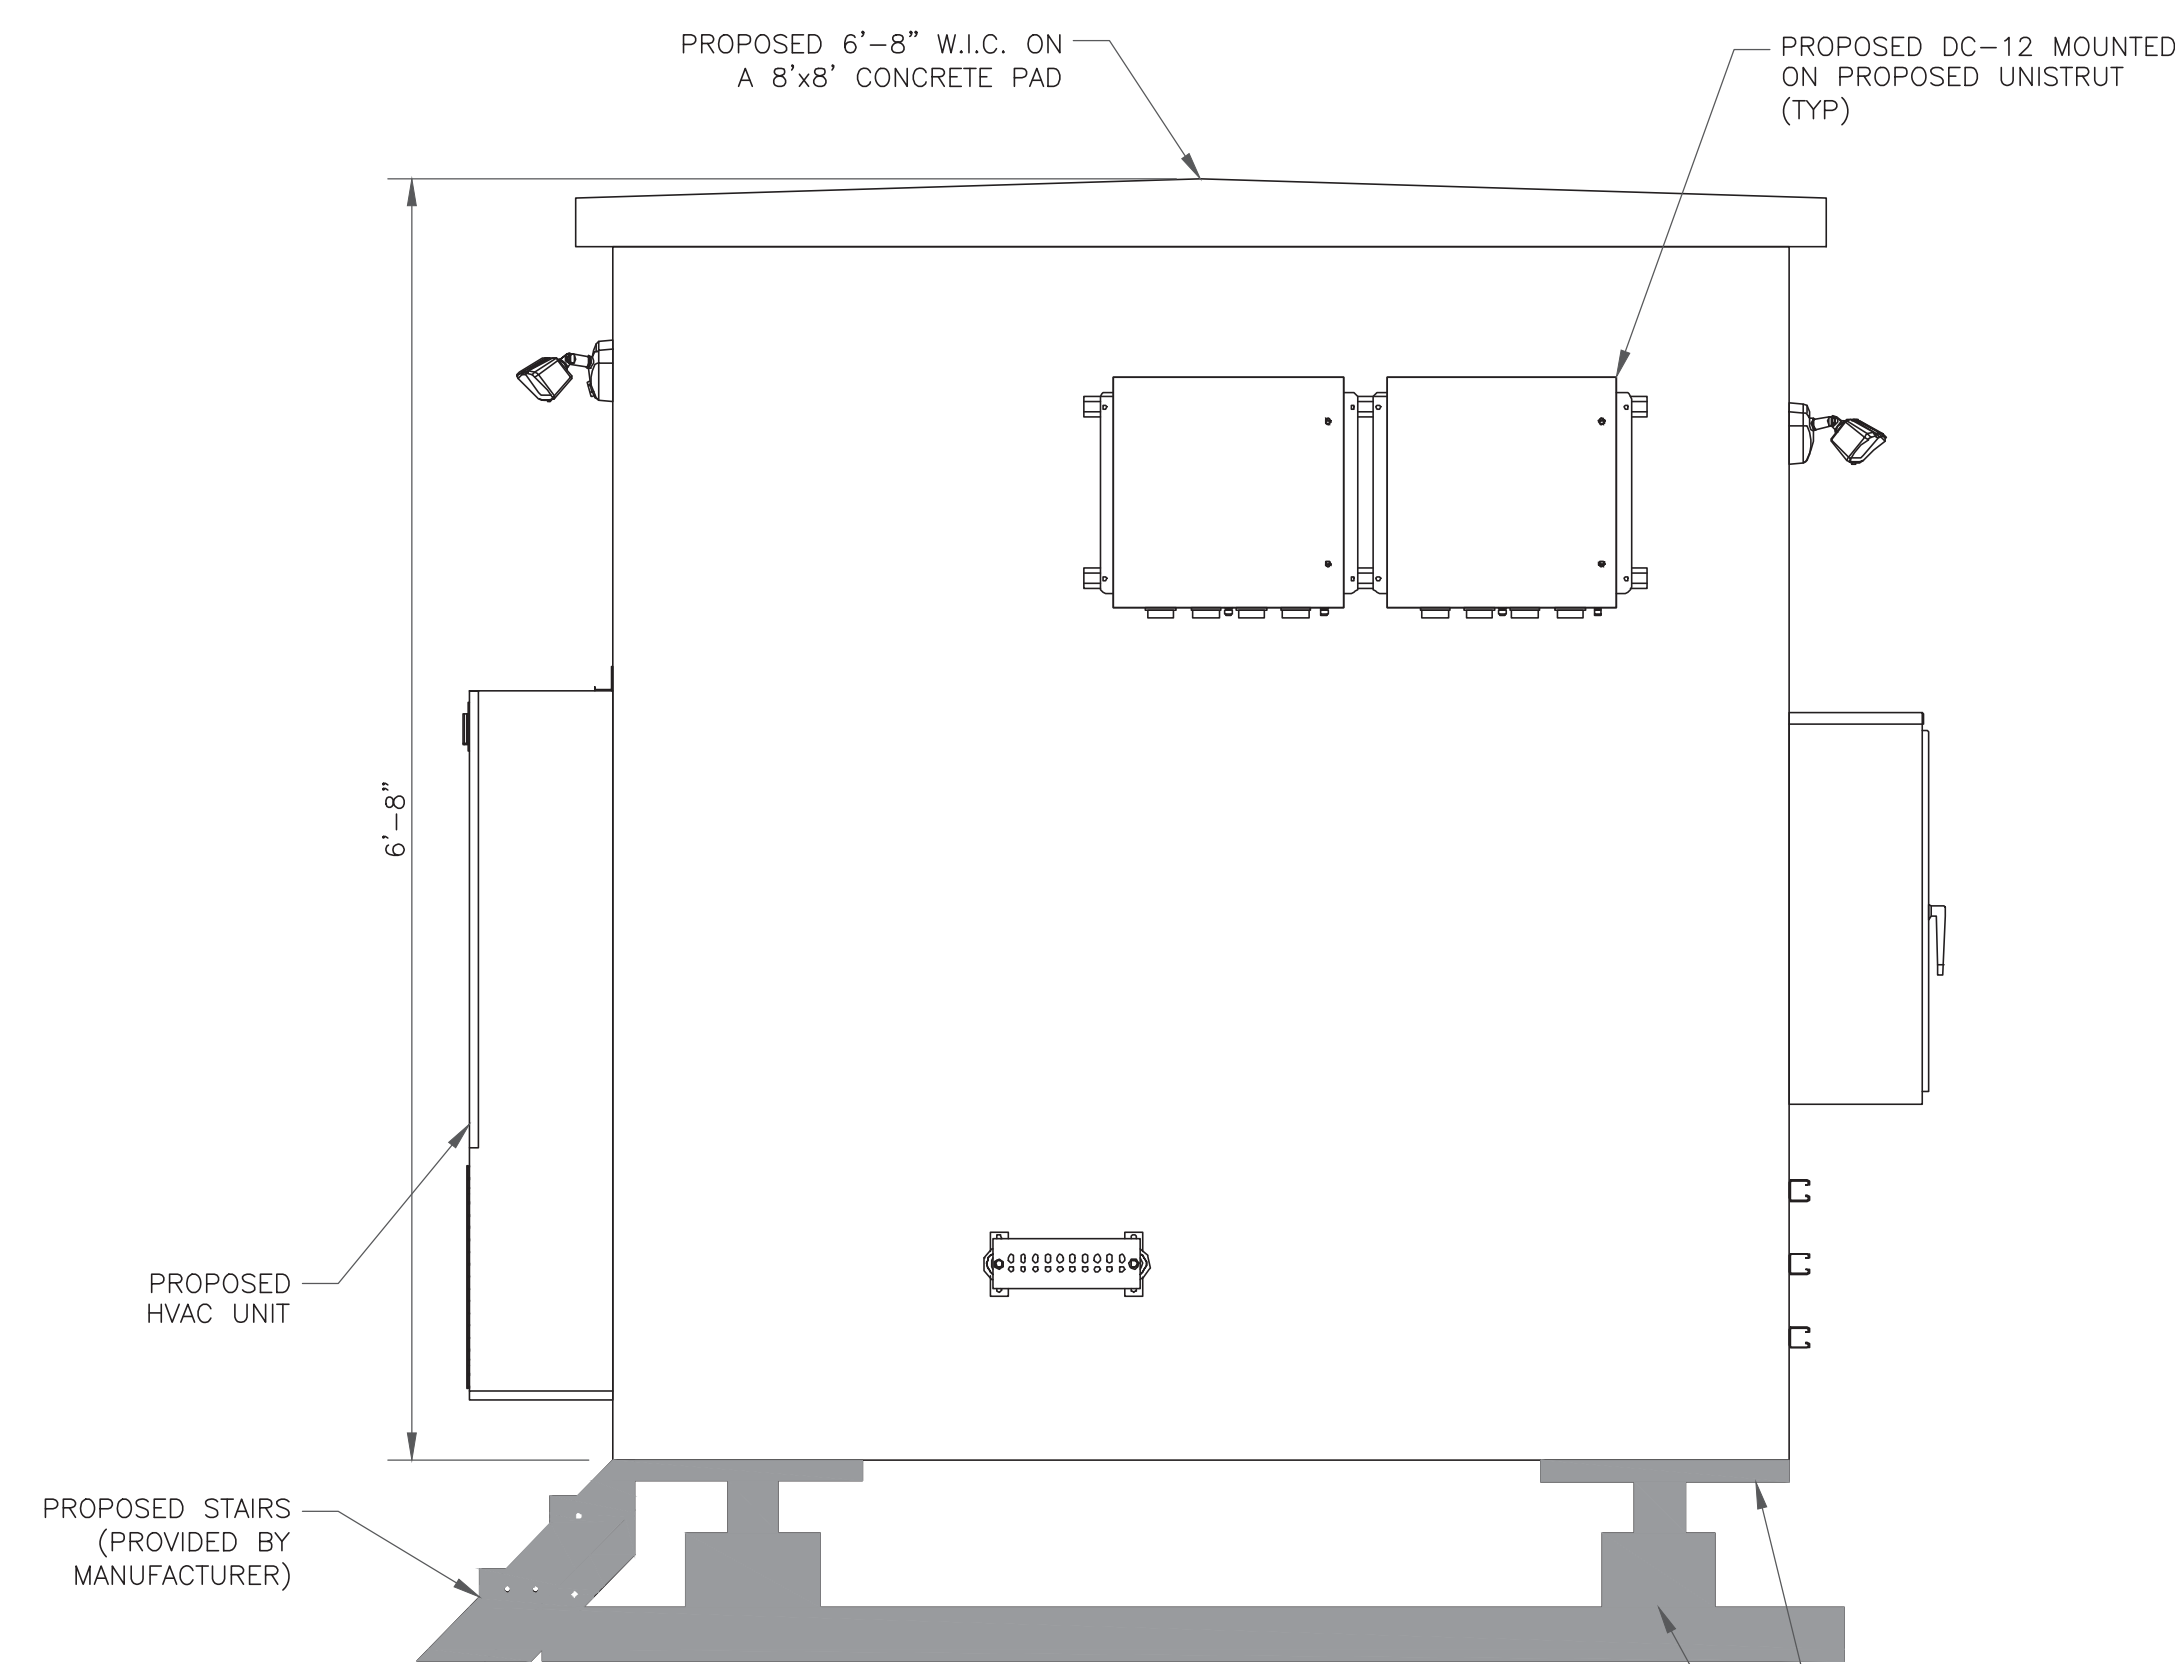 PROPOSED 6'-8" W.I.C. ON
A 8'x8' CONCRETE PAD
PROPOSED DC-12 MOUNTED
ON PROPOSED UNISTRUT
(TYP)
6'-8"
PROPOSED
HVAC UNIT
PROPOSED STAIRS
(PROVIDED BY
MANUFACTURER)